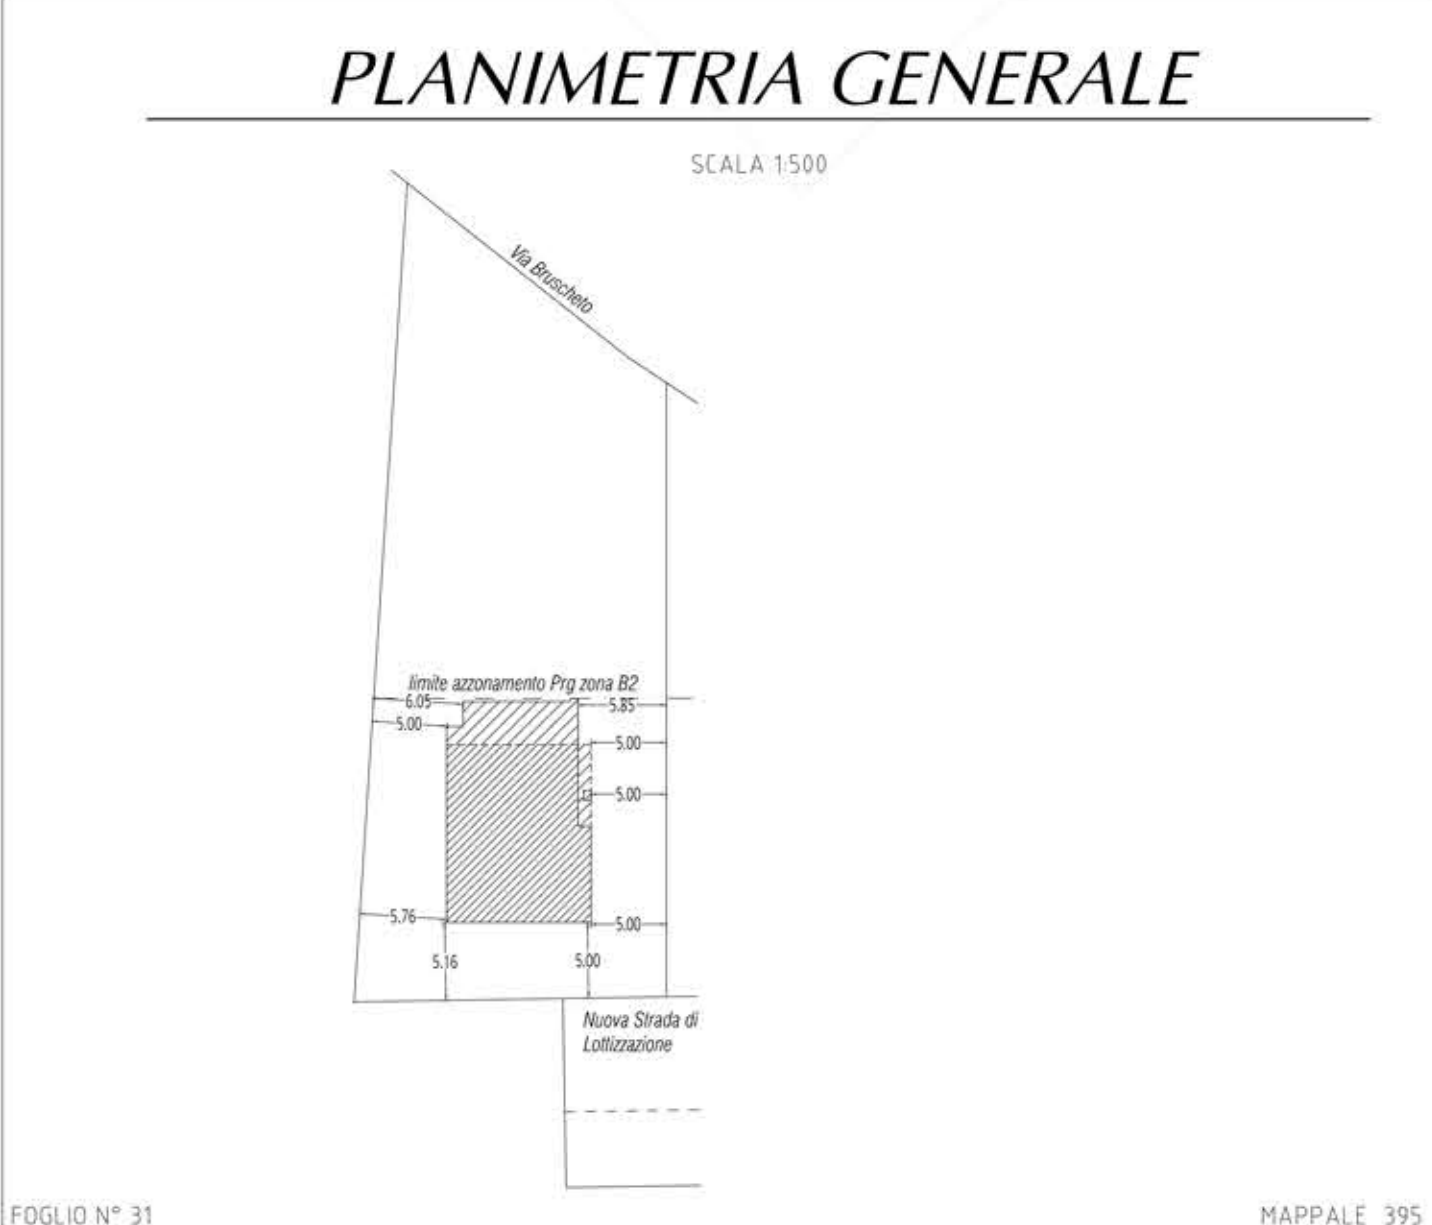 PLANIMETRIA GENERALE
SCALA 1:500
Via Bruscheto
limite azzonamento Prg zona B2
6.05
5.85
5.00
5.00
5.00
5.76
5.00
5.16
5.00
Nuova Strada di
Lottizzazione
FOGLIO N° 31
MAPPALE 395